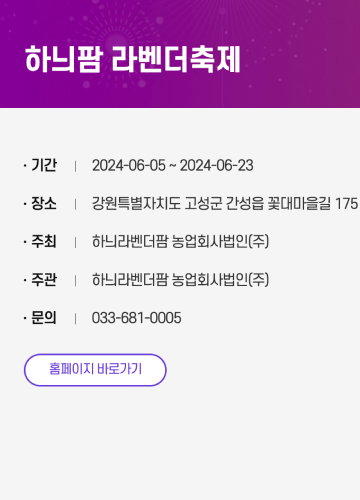 하늬팜 라벤더축제
· 기간 | 2024-06-05 ~ 2024-06-23
· 장소 | 강원특별자치도 고성군 간성읍 꽃대마을길 175
· 주최 | 하늬라벤더팜 농업회사법인(주)
· 주관 | 하늬라벤더팜 농업회사법인(주)
· 문의 | 033-681-0005
홈페이지 바로가기